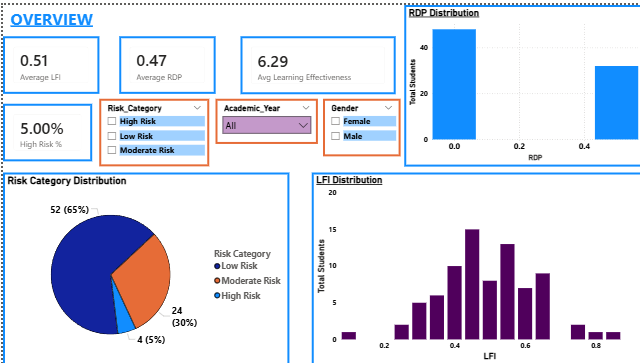 OVERVIEW
0.51
Average LFI
0.47
Average RDP
6.29
Avg Learning Effectiveness
5.00%
High Risk %
Risk_Category
High Risk
Low Risk
Moderate Risk
Academic_Year
All
Gender
Female
Male
RDP Distribution
Total Students
40
20
0
0.0
0.2
0.4
RDP
Risk Category Distribution
52 (65%)
24
(30%)
4 (5%)
Risk Category
Low Risk
Moderate Risk
High Risk
LFI Distribution
Total Students
20
15
10
5
0
0.2
0.4
0.6
0.8
LFI